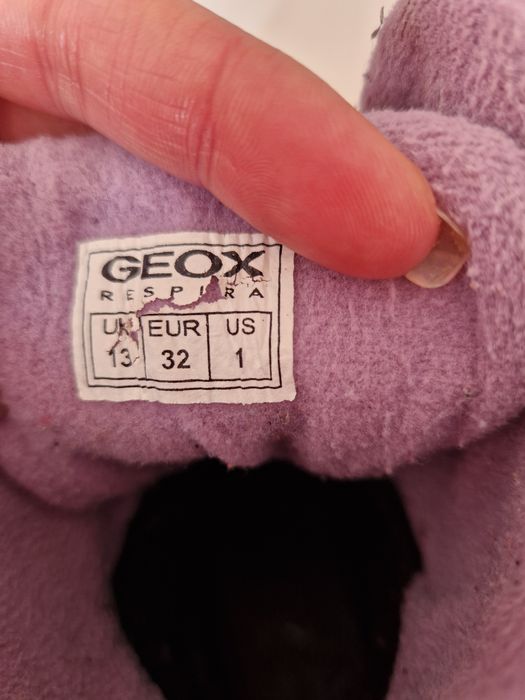 GEOX
RESPIRA
UK EUR US
13 32 1